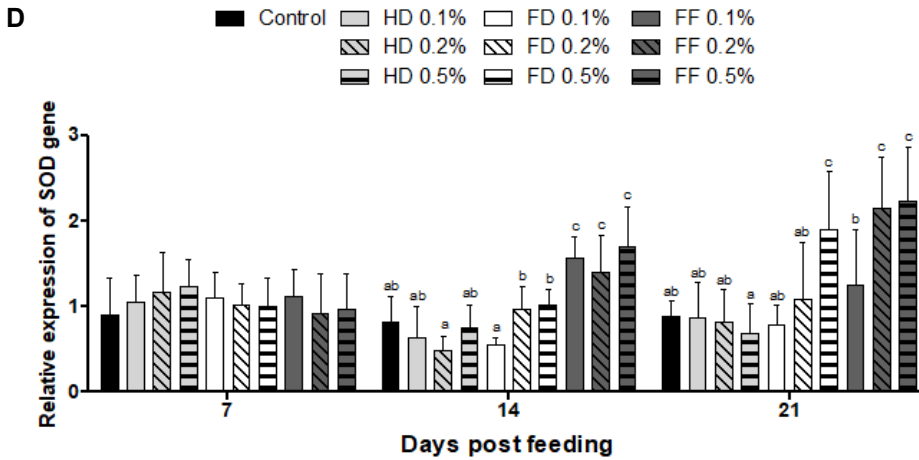 D
Control HD 0.1% FD 0.1% FF 0.1%
HD 0.2% FD 0.2% FF 0.2%
HD 0.5% FD 0.5% FF 0.5%
Relative expression of SOD gene
3
2
1
0
ab ab a ab a b b c c c
ab ab ab a ab ab c b c c
7 14 21
Days post feeding